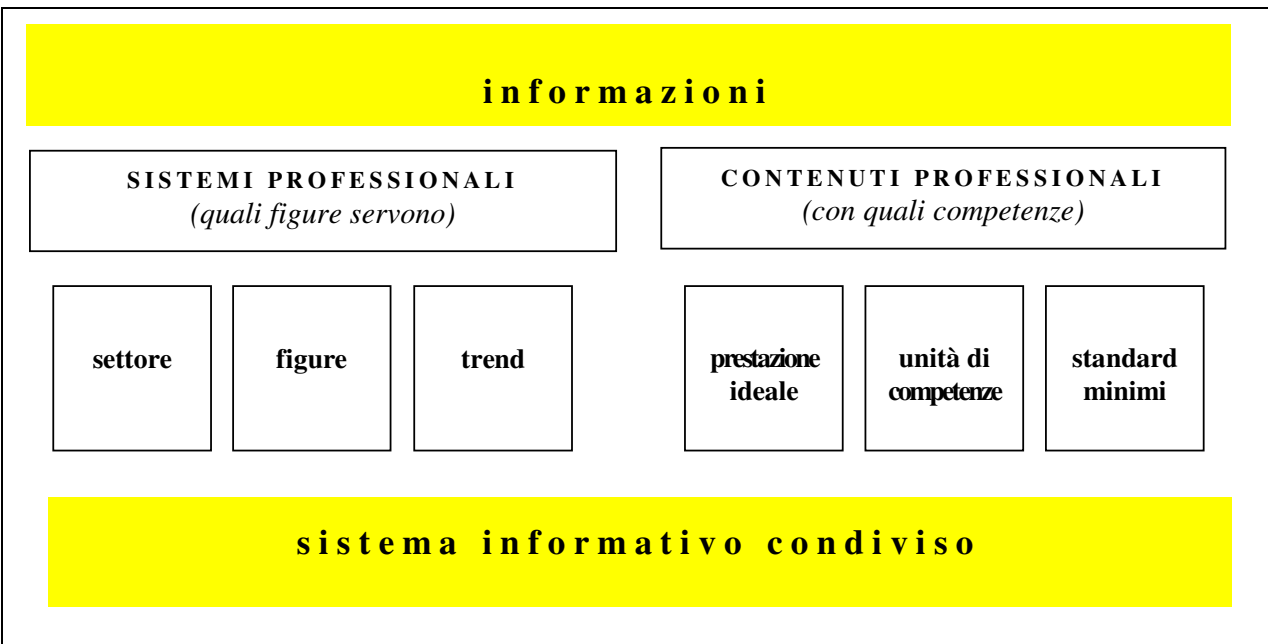 informazioni
SISTEMI PROFESSIONALI
(quali figure servono)
CONTENUTI PROFESSIONALI
(con quali competenze)
settore
figure
trend
prestazione
ideale
unità di
competenze
standard
minimi
sistema informativo condiviso